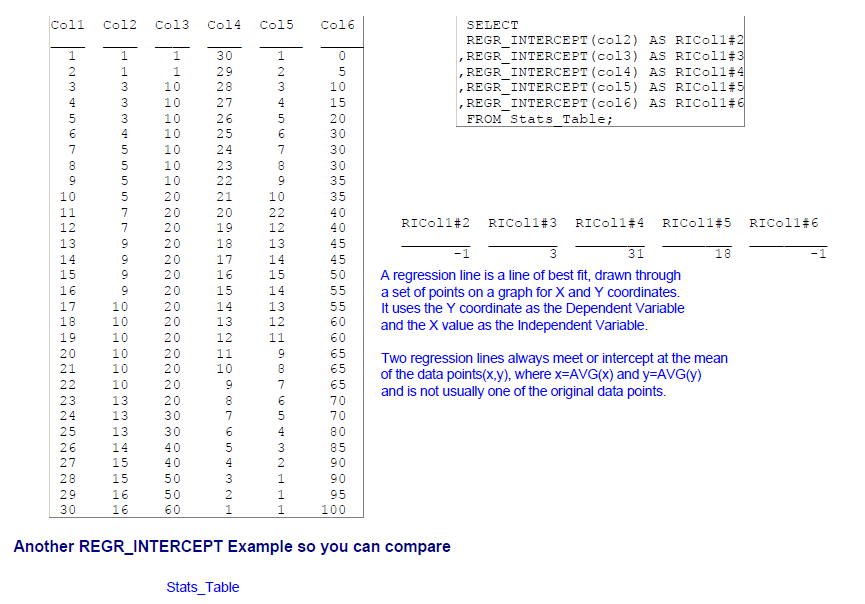 Col1 Col2 Col3 Col4 Col5 Col6
1 1 1 30 1 0
2 1 1 29 2 5
3 3 10 28 3 10
4 3 10 27 4 15
5 3 10 26 5 20
6 4 10 25 6 30
7 5 10 24 7 30
8 5 10 23 8 30
9 5 10 22 9 35
10 5 20 21 10 35
11 7 20 20 22 40
12 7 20 19 12 40
13 9 20 18 13 45
14 9 20 17 14 45
15 9 20 16 15 50
16 9 20 15 14 55
17 10 20 14 13 55
18 10 20 13 12 60
19 10 20 12 11 60
20 10 20 11 9 65
21 10 20 10 8 65
22 10 20 9 7 65
23 13 20 8 6 70
24 13 30 7 5 70
25 13 30 6 4 80
26 14 40 5 3 85
27 15 40 4 2 90
28 15 50 3 1 90
29 16 50 2 1 95
30 16 60 1 1 100
SELECT
REGR_INTERCEPT(col2) AS RICol1#2
,REGR_INTERCEPT(col3) AS RICol1#3
,REGR_INTERCEPT(col4) AS RICol1#4
,REGR_INTERCEPT(col5) AS RICol1#5
,REGR_INTERCEPT(col6) AS RICol1#6
FROM Stats_Table;
RICol1#2 RICol1#3 RICol1#4 RICol1#5 RICol1#6
-1 3 31 18 -1
A regression line is a line of best fit, drawn through
a set of points on a graph for X and Y coordinates.
It uses the Y coordinate as the Dependent Variable
and the X value as the Independent Variable.
Two regression lines always meet or intercept at the mean
of the data points(x,y), where x=AVG(x) and y=AVG(y)
and is not usually one of the original data points.
Another REGR_INTERCEPT Example so you can compare
Stats_Table